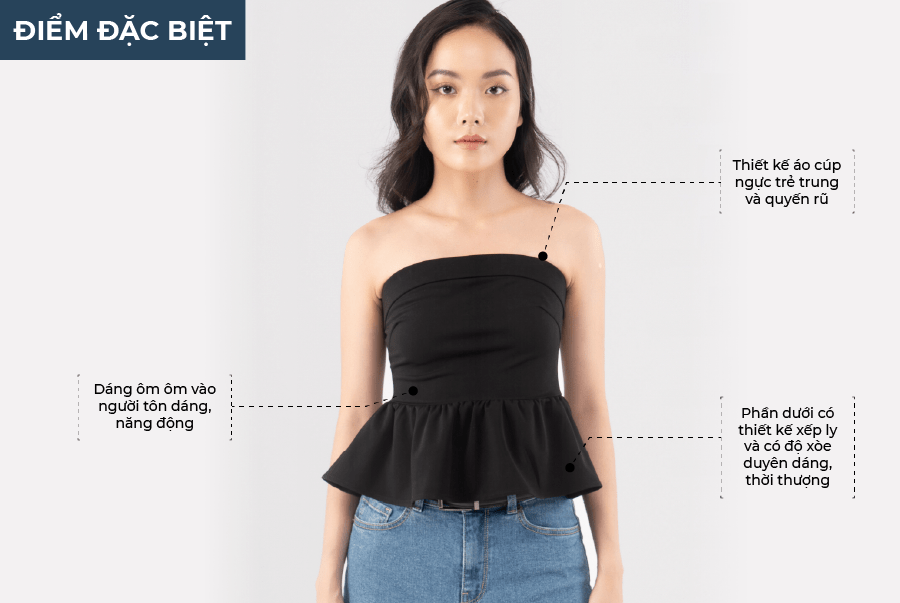 ĐIỂM ĐẶC BIỆT
Thiết kế áo cúp
ngực trẻ trung
và quyến rũ
Dáng ôm ôm vào
người tôn dáng,
năng động
Phần dưới có
thiết kế xếp ly
và có độ xòe
duyên dáng,
thời thượng